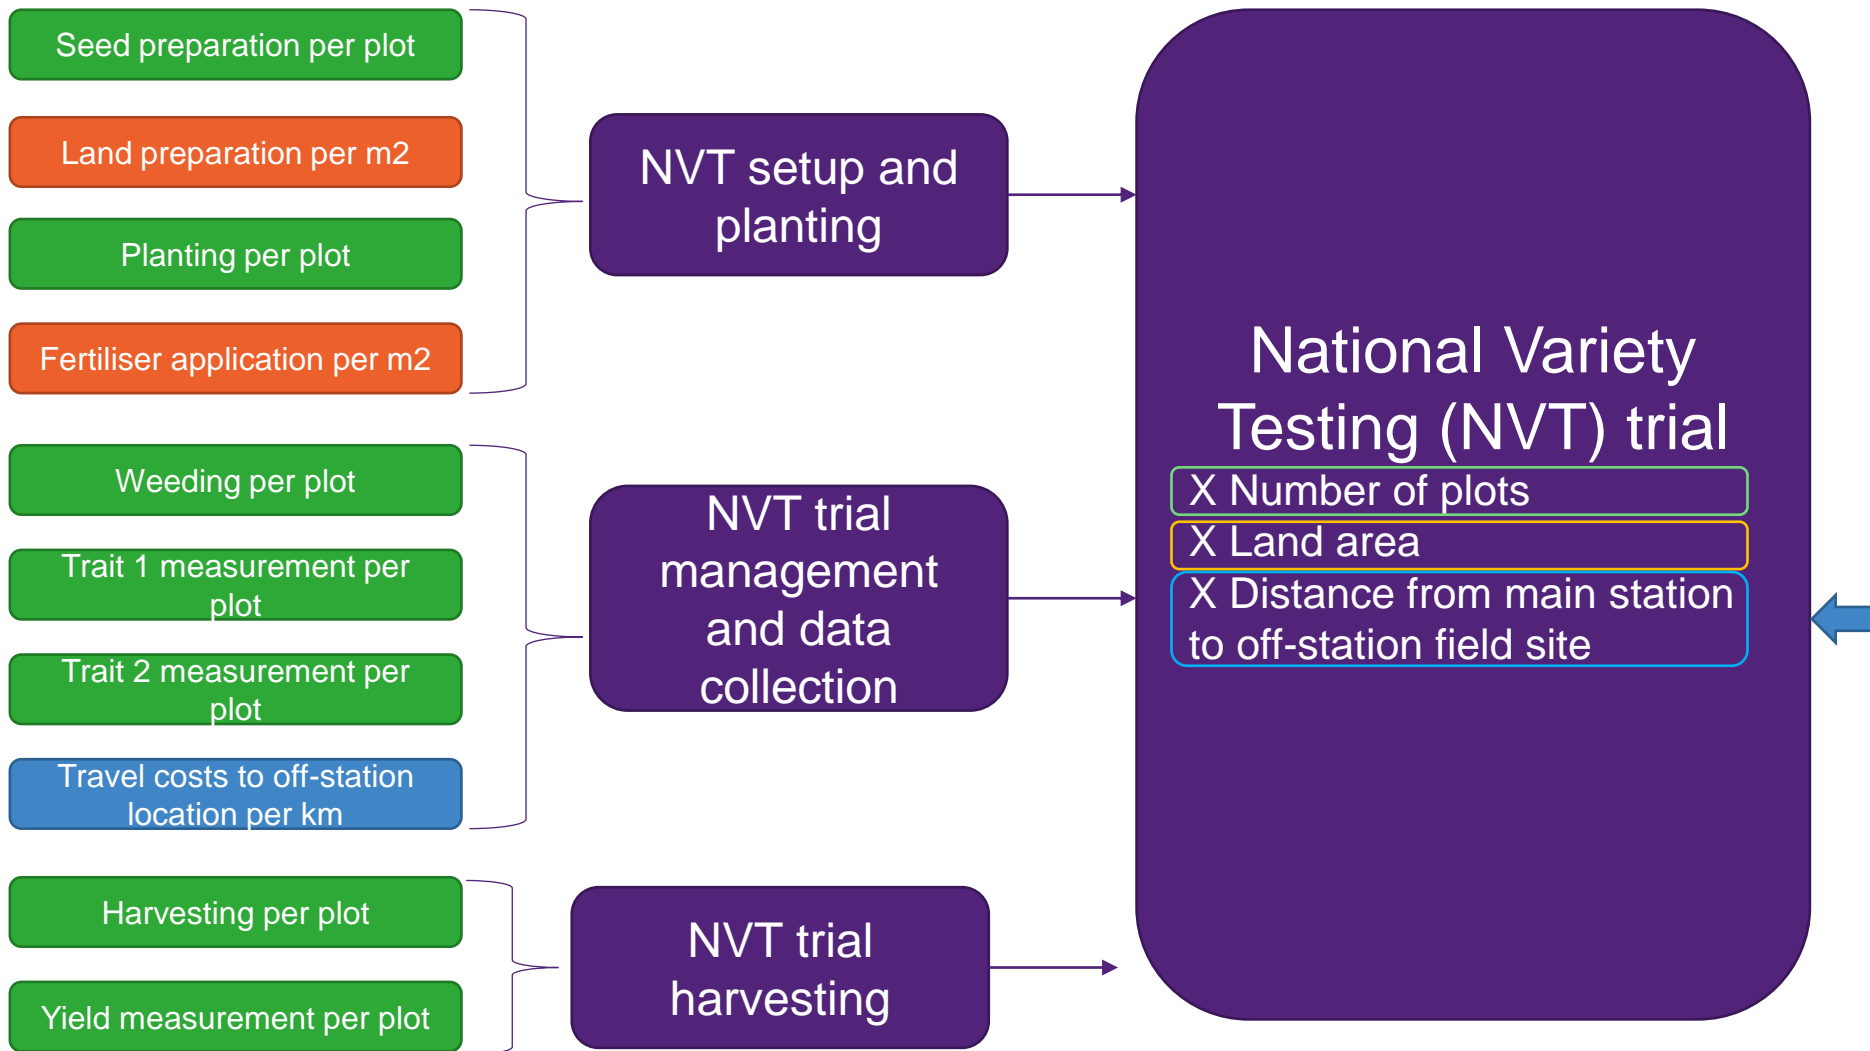 Seed preparation per plot
Land preparation per m2
Planting per plot
Fertiliser application per m2
NVT setup and
planting
Weeding per plot
Trait 1 measurement per
plot
Trait 2 measurement per
plot
Travel costs to off-station
location per km
NVT trial
management
and data
collection
Harvesting per plot
Yield measurement per plot
NVT trial
harvesting
National Variety
Testing (NVT) trial
X Number of plots
X Land area
X Distance from main station
to off-station field site